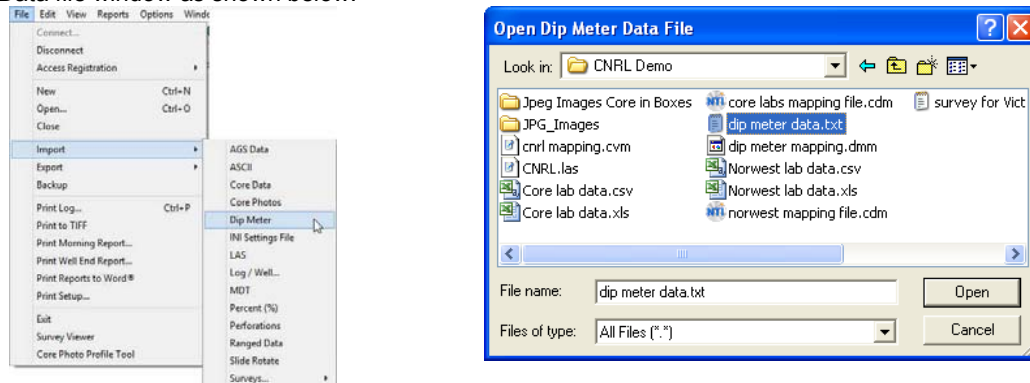 Data file window as shown below.
File Edit View Reports Options
Connect...
Disconnect
Access Registration
New Ctrl+N
Open... Ctrl+O
Close
Import
Export
Backup
Print Log... Ctrl+P
Print to TIFF
Print Morning Report...
Print Well End Report...
Print Reports to Word®
Print Setup...
Exit
Survey Viewer
Core Photo Profile Tool
AGS Data
ASCII
Core Data
Core Photos
Dip Meter
INI Settings File
LAS
Log / Well...
MDT
Percent (%)
Perforations
Ranged Data
Slide Rotate
Surveys...
Open Dip Meter Data File
Look in: CNRL Demo
Jpeg Images Core in Boxes
JPG_Images
cnrl mapping.cvm
CNRL.las
Core lab data.csv
Core lab data.xls
core labs mapping file.cdm
dip meter data.txt
dip meter mapping.dmm
Norwest lab data.csv
Norwest lab data.xls
norwest mapping file.cdm
survey for Vict
File name: dip meter data.txt Open
Files of type: All Files (*.*) Cancel